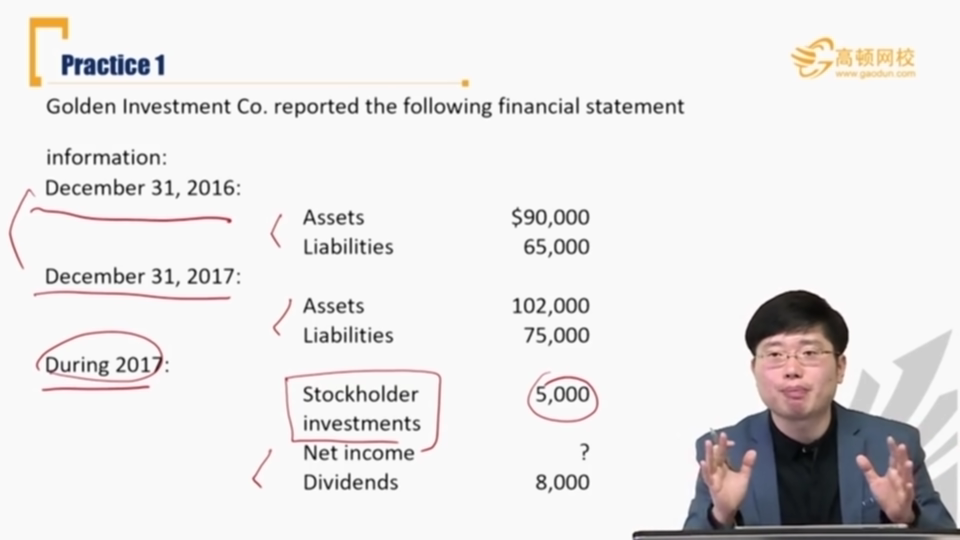 Practice 1
高顿网校
www.gaodun.com
Golden Investment Co. reported the following financial statement
information:
December 31, 2016:
Assets $90,000
Liabilities 65,000
December 31, 2017:
Assets 102,000
Liabilities 75,000
During 2017:
Stockholder 5,000
investments
Net income ?
Dividends 8,000